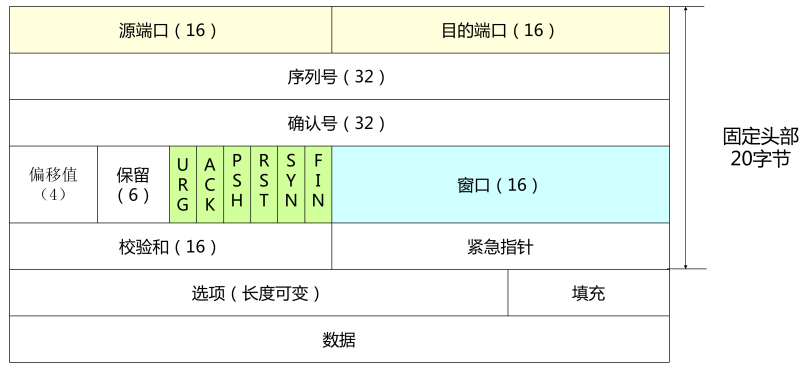 源端口（16）
目的端口（16）
序列号（32）
确认号（32）
偏移值
（4）
保留
（6）
URG
ACK
PSH
RST
SYN
FIN
窗口（16）
校验和（16）
紧急指针
选项（长度可变）
填充
数据
固定头部
20字节